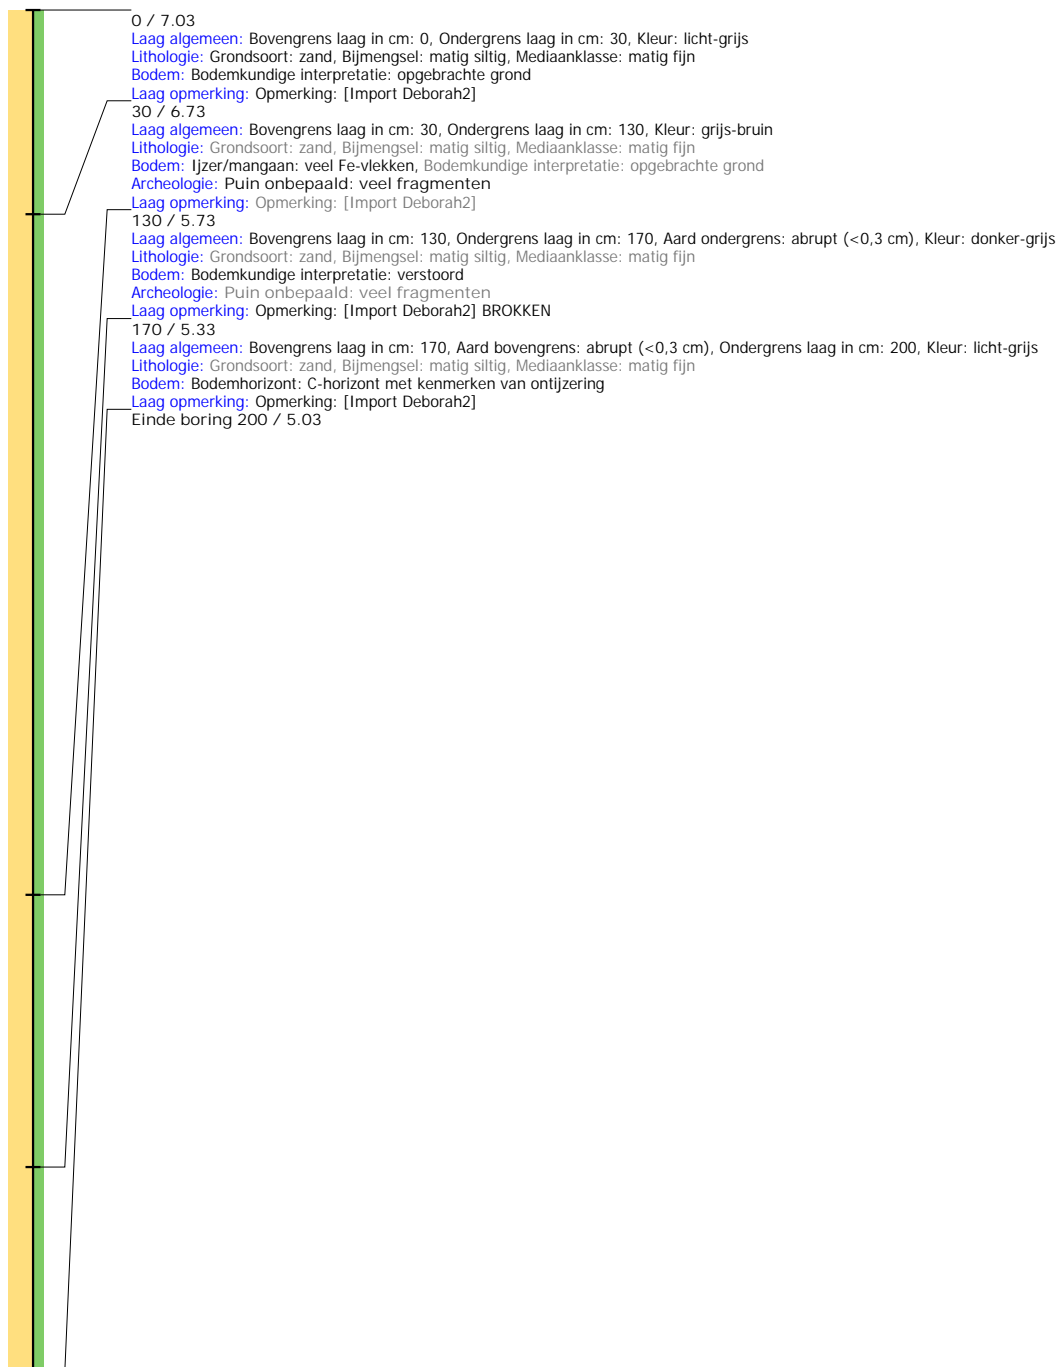 0 / 7.03
Laag algemeen: Bovengrens laag in cm: 0, Ondergrens laag in cm: 30, Kleur: licht-grijs
Lithologie: Grondsoort: zand, Bijmengsel: matig siltig, Mediaanklasse: matig fijn
Bodem: Bodemkundige interpretatie: opgebrachte grond
Laag opmerking: Opmerking: [Import Deborah2]
30 / 6.73
Laag algemeen: Bovengrens laag in cm: 30, Ondergrens laag in cm: 130, Kleur: grijs-bruin
Lithologie: Grondsoort: zand, Bijmengsel: matig siltig, Mediaanklasse: matig fijn
Bodem: Ijzer/mangaan: veel Fe-vlekken, Bodemkundige interpretatie: opgebrachte grond
Archeologie: Puin onbepaald: veel fragmenten
Laag opmerking: Opmerking: [Import Deborah2]
130 / 5.73
Laag algemeen: Bovengrens laag in cm: 130, Ondergrens laag in cm: 170, Aard ondergrens: abrupt (<0,3 cm), Kleur: donker-grijs
Lithologie: Grondsoort: zand, Bijmengsel: matig siltig, Mediaanklasse: matig fijn
Bodem: Bodemkundige interpretatie: verstoord
Archeologie: Puin onbepaald: veel fragmenten
Laag opmerking: Opmerking: [Import Deborah2] BROKKEN
170 / 5.33
Laag algemeen: Bovengrens laag in cm: 170, Aard bovengrens: abrupt (<0,3 cm), Ondergrens laag in cm: 200, Kleur: licht-grijs
Lithologie: Grondsoort: zand, Bijmengsel: matig siltig, Mediaanklasse: matig fijn
Bodem: Bodemhorizont: C-horizont met kenmerken van ontijzering
Laag opmerking: Opmerking: [Import Deborah2]
Einde boring 200 / 5.03